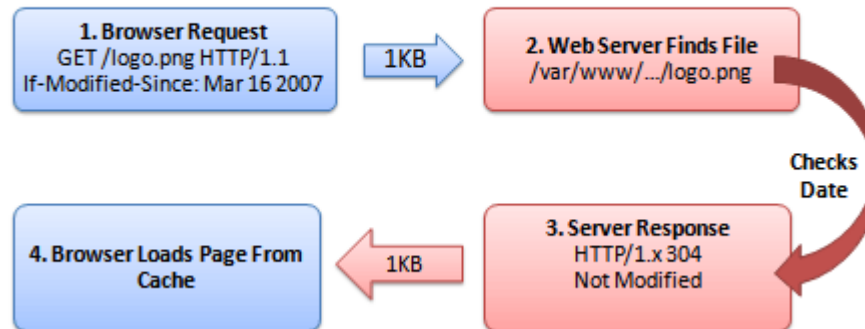 1. Browser Request
GET /logo.png HTTP/1.1
If-Modified-Since: Mar 16 2007
1KB
2. Web Server Finds File
/var/www/.../logo.png
Checks
Date
3. Server Response
HTTP/1.x 304
Not Modified
1KB
4. Browser Loads Page From
Cache